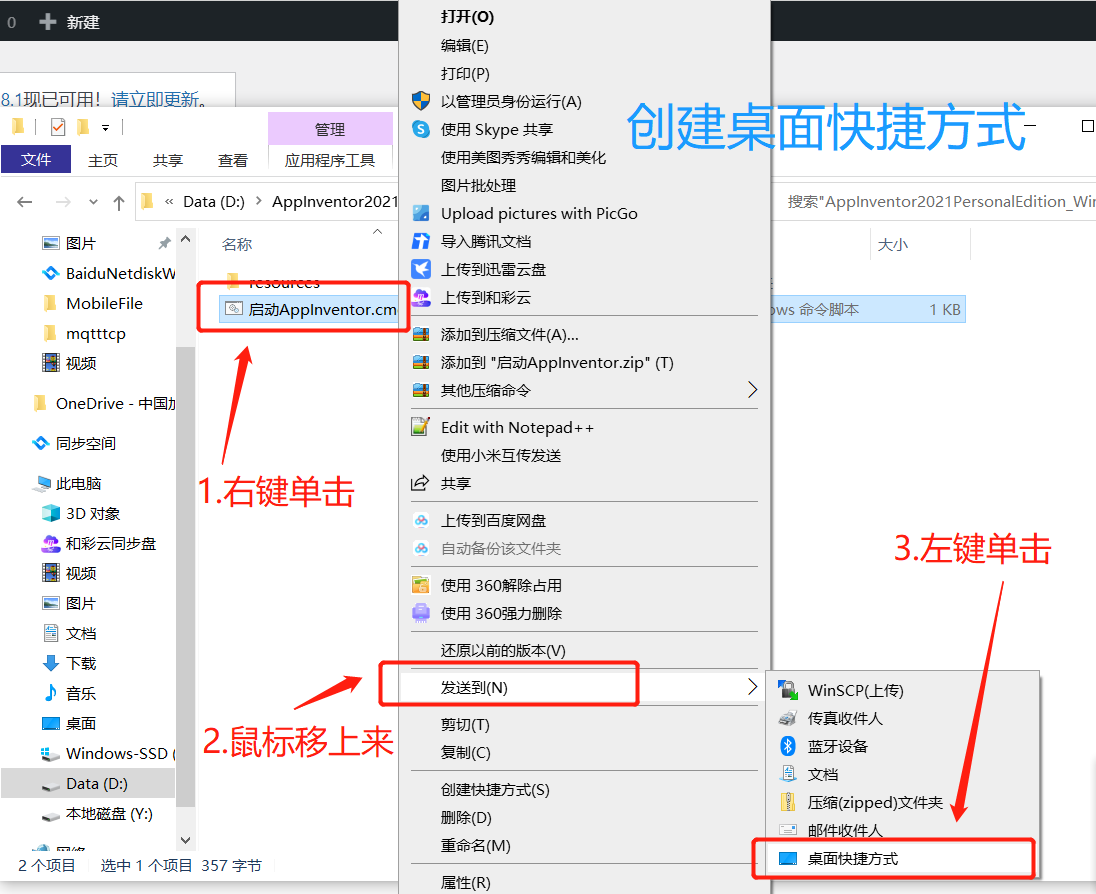 0
新建
8.1现已可用！请立即更新。
管理
文件
主页
共享
查看
应用程序工具
« Data (D:) > AppInventor2021
搜索"AppInventor2021PersonalEdition_Wi
图片
BaiduNetdiskW
MobileFile
mqtttcp
视频
OneDrive - 中国加
同步空间
此电脑
3D 对象
和彩云同步盘
视频
图片
文档
下载
音乐
桌面
Windows-SSD (
Data (D:)
本地磁盘 (Y:)
网络
2 个项目
选中 1 个项目 357 字节
名称
大小
resources
启动AppInventor.cm
ows 命令脚本
1 KB
打开(O)
编辑(E)
打印(P)
以管理员身份运行(A)
使用 Skype 共享
使用美图秀秀编辑和美化
图片批处理
Upload pictures with PicGo
导入腾讯文档
上传到迅雷云盘
上传到和彩云
添加到压缩文件(A)...
添加到 "启动AppInventor.zip" (T)
其他压缩命令
Edit with Notepad++
使用小米互传发送
共享
上传到百度网盘
自动备份该文件夹
使用 360解除占用
使用 360强力删除
还原以前的版本(V)
发送到(N)
剪切(T)
复制(C)
创建快捷方式(S)
删除(D)
重命名(M)
属性(R)
WinSCP(上传)
传真收件人
蓝牙设备
文档
压缩(zipped)文件夹
邮件收件人
桌面快捷方式
创建桌面快捷方式
1.右键单击
2.鼠标移上来
3.左键单击